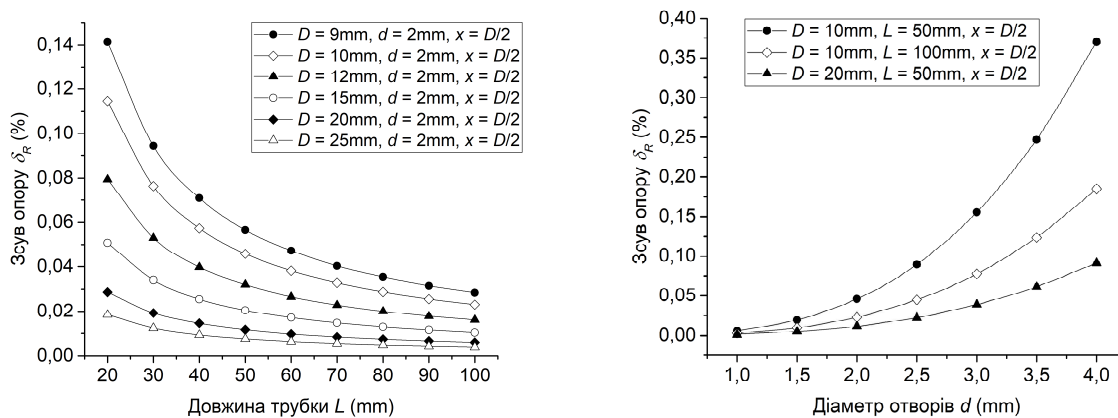 0,14
0,12
0,10
0,08
0,06
0,04
0,02
0,00
Зсув опору δR (%)
D = 9mm, d = 2mm, x = D/2
D = 10mm, d = 2mm, x = D/2
D = 12mm, d = 2mm, x = D/2
D = 15mm, d = 2mm, x = D/2
D = 20mm, d = 2mm, x = D/2
D = 25mm, d = 2mm, x = D/2
20 30 40 50 60 70 80 90 100
Довжина трубки L (mm)
0,40
0,35
0,30
0,25
0,20
0,15
0,10
0,05
0,00
Зсув опору δR (%)
D = 10mm, L = 50mm, x = D/2
D = 10mm, L = 100mm, x = D/2
D = 20mm, L = 50mm, x = D/2
1,0 1,5 2,0 2,5 3,0 3,5 4,0
Діаметр отворів d (mm)